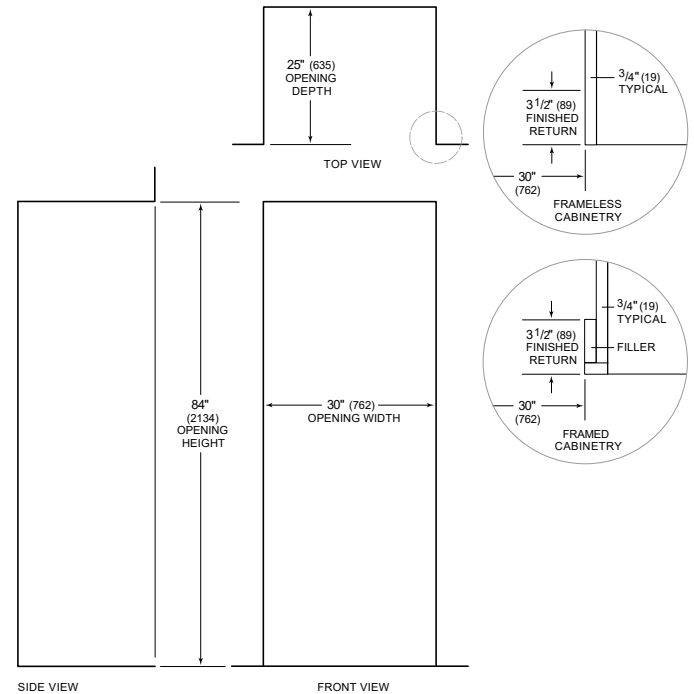 25" (635)
OPENING
DEPTH
TOP VIEW
3/4" (19)
TYPICAL
3 1/2" (89)
FINISHED
RETURN
30"
(762)
FRAMELESS
CABINETRY
3/4" (19)
TYPICAL
3 1/2" (89)
FINISHED
RETURN
FILLER
30"
(762)
FRAMED
CABINETRY
84"
(2134)
OPENING
HEIGHT
30" (762)
OPENING WIDTH
SIDE VIEW
FRONT VIEW